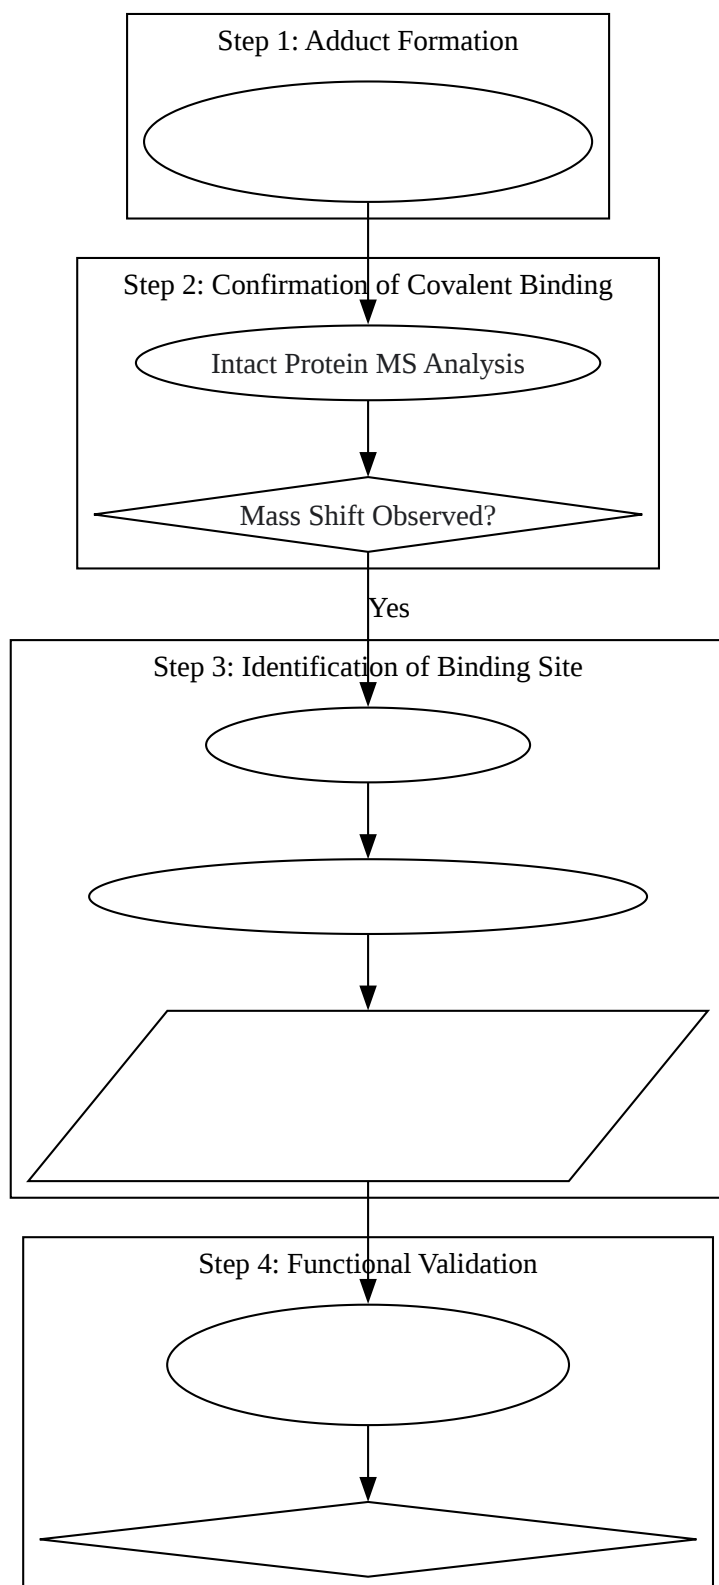 Step 1: Adduct Formation
Step 2: Confirmation of Covalent Binding
Intact Protein MS Analysis
Mass Shift Observed?
Yes
Step 3: Identification of Binding Site
Step 4: Functional Validation